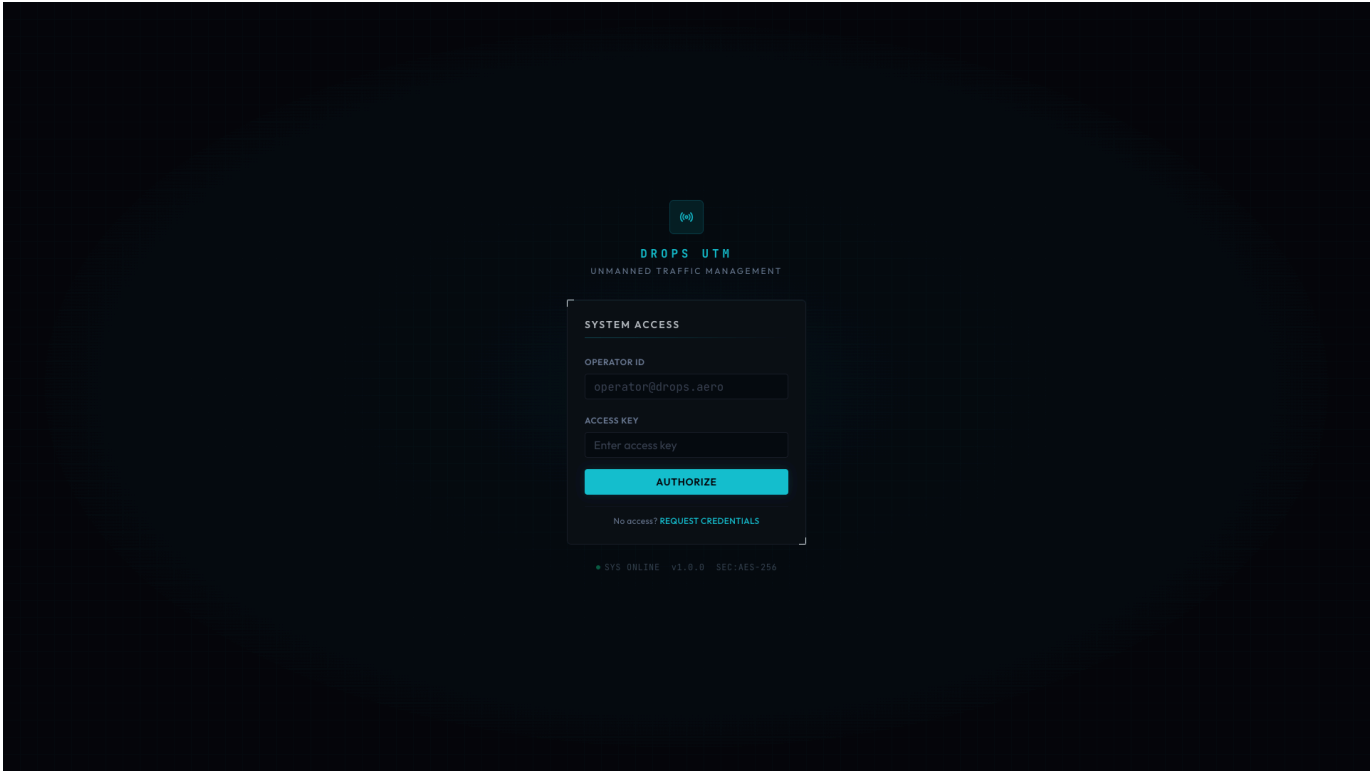 DROPS UTM
UNMANNED TRAFFIC MANAGEMENT
SYSTEM ACCESS
OPERATOR ID
operator@drops.aero
ACCESS KEY
Enter access key
AUTHORIZE
No access? REQUEST CREDENTIALS
SYS ONLINE v1.0.0 SEC:AES-256